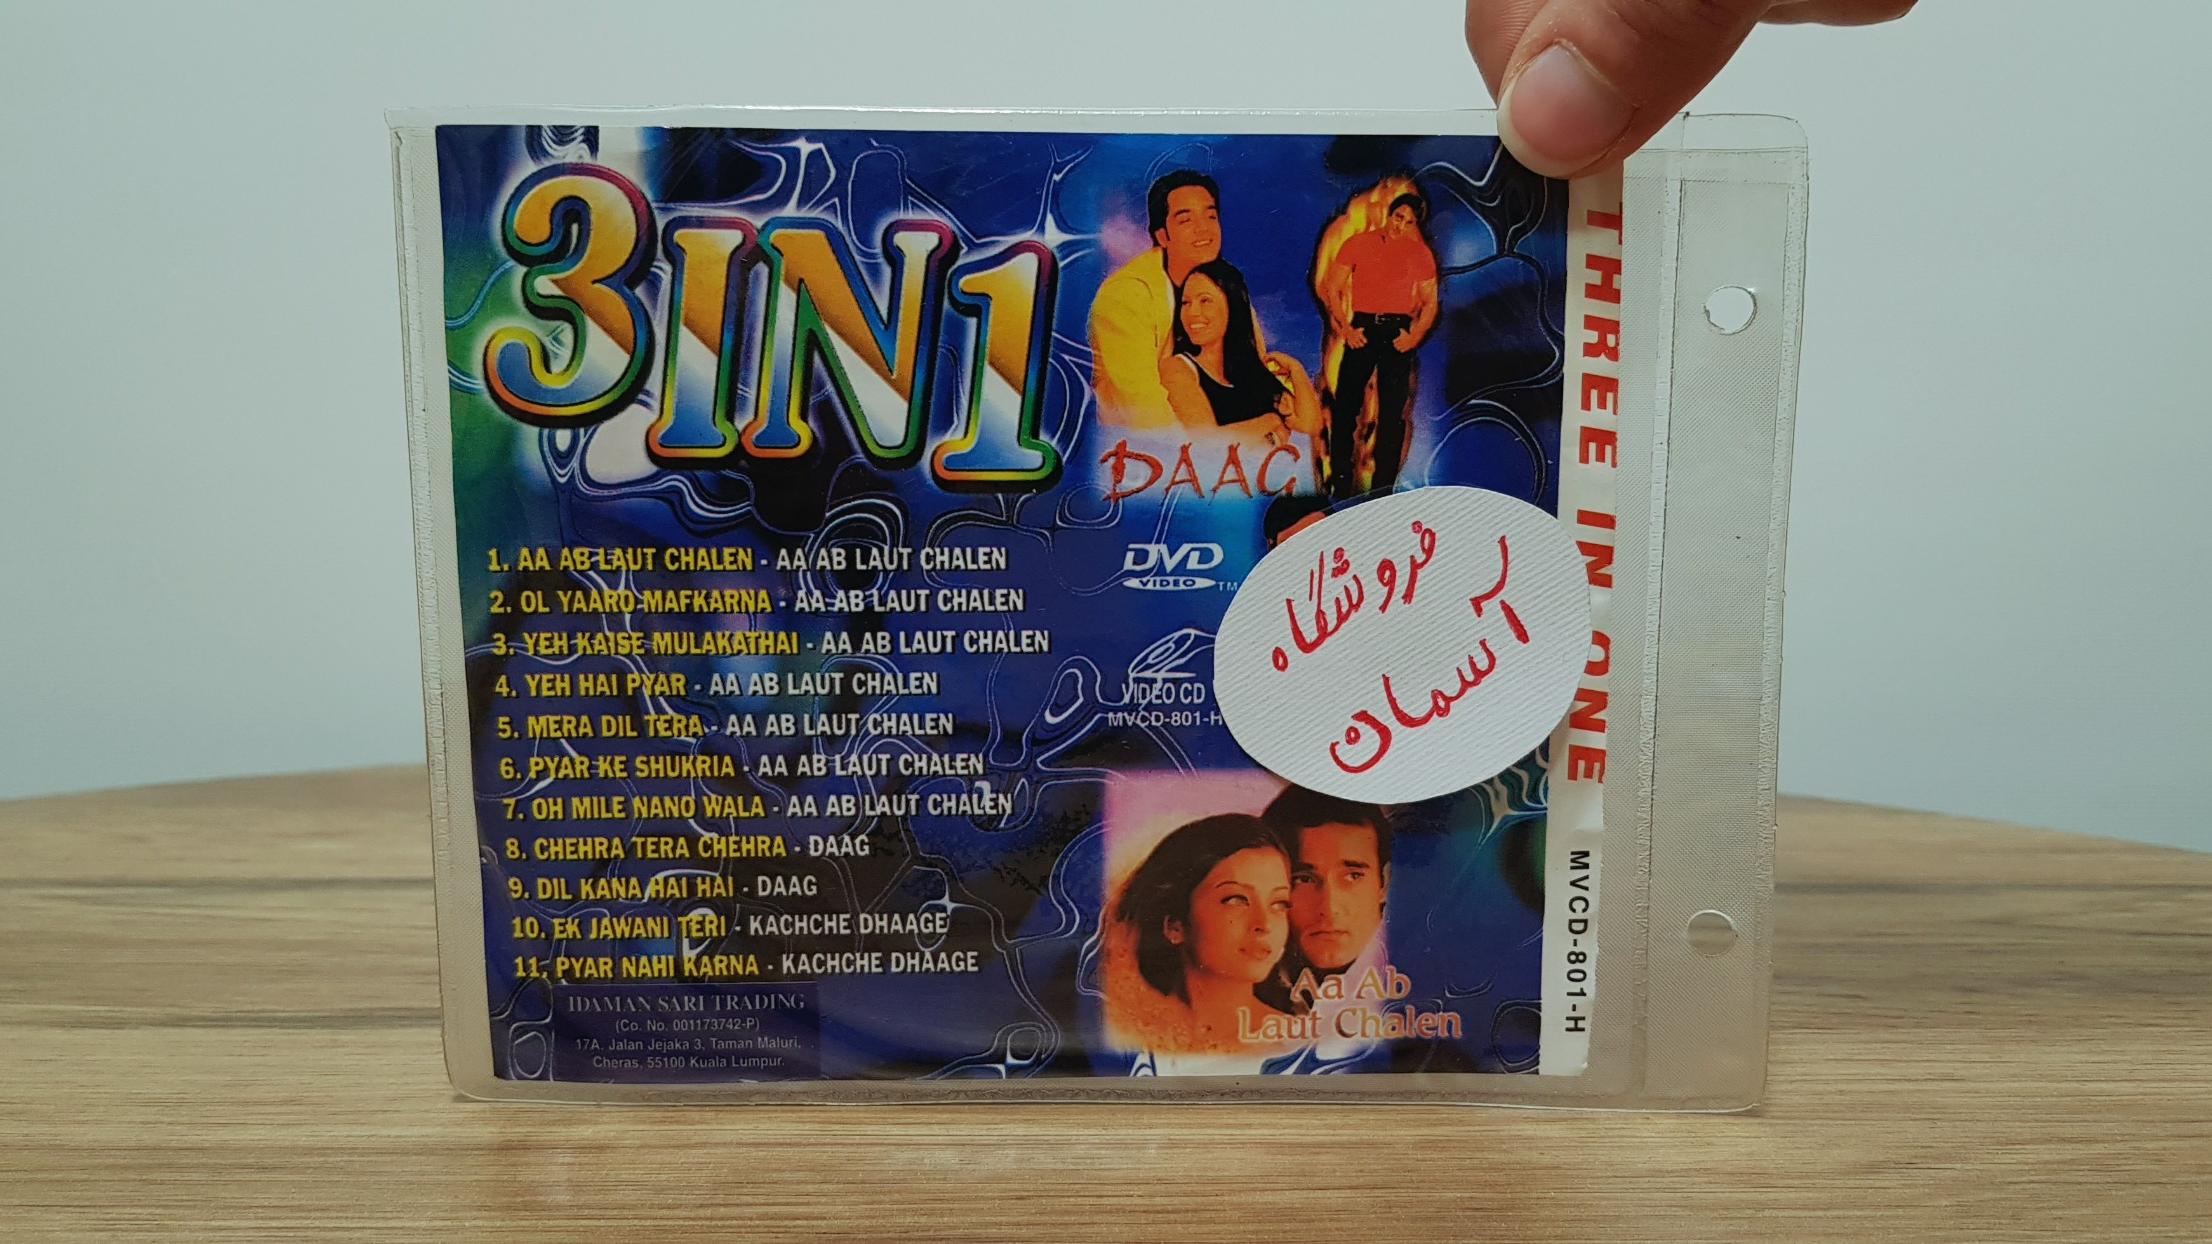 3IN1
DAAG
1. AA AB LAUT CHALEN - AA AB LAUT CHALEN
2. OL YAARO MAFKARNA - AA AB LAUT CHALEN
3. YEH KAISE MULAKATHAI - AA AB LAUT CHALEN
4. YEH HAI PYAR - AA AB LAUT CHALEN
5. MERA DIL TERA - AA AB LAUT CHALEN
6. PYAR KE SHUKRIA - AA AB LAUT CHALEN
7. OH MILE NANO WALA - AA AB LAUT CHALEN
8. CHEHRA TERA CHEHRA - DAAG
9. DIL KANA HAI HAI - DAAG
10. EK JAWANI TERI - KACHCHE DHAAGE
11. PYAR NAHI KARNA - KACHCHE DHAAGE
IDAMAN SARI TRADING
(Co. No. 001173742-P)
17A, Jalan Jejaka 3, Taman Maluri,
Cheras, 55100 Kuala Lumpur.
DVD
VIDEO TM
VIDEO CD
MVCD-801-H
فروشگاه
آسمان
Aa Ab
Laut Chalen
THREE IN ONE
MVCD-801-H